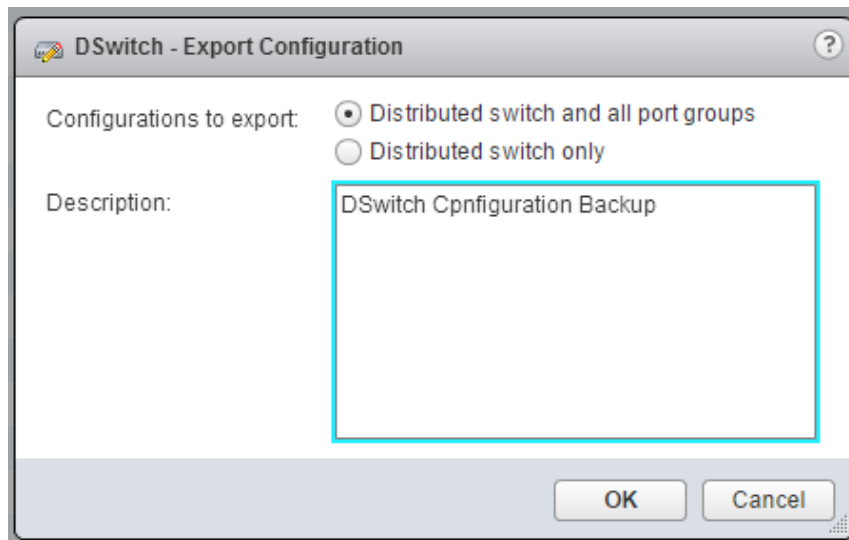 DSwitch - Export Configuration
?
Configurations to export:
Distributed switch and all port groups
Distributed switch only
Description:
DSwitch Cpnfiguration Backup
OK
Cancel